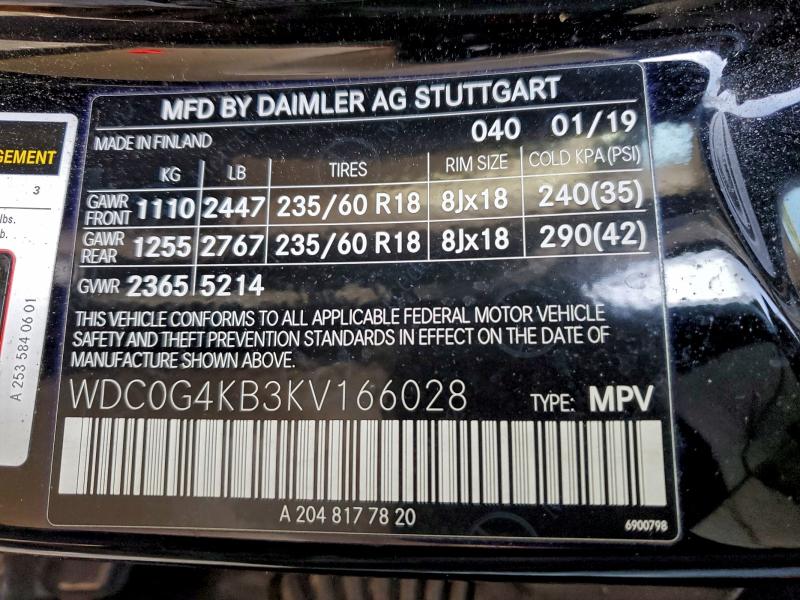 MFD BY DAIMLER AG STUTTGART
MADE IN FINLAND 040 01/19
KG LB TIRES RIM SIZE COLD KPA (PSI)
GAWR FRONT 1110 2447 235/60 R18 8Jx18 240(35)
GAWR REAR 1255 2767 235/60 R18 8Jx18 290(42)
GVWR 2365 5214
THIS VEHICLE CONFORMS TO ALL APPLICABLE FEDERAL MOTOR VEHICLE
SAFETY AND THEFT PREVENTION STANDARDS IN EFFECT ON THE DATE OF
MANUFACTURE SHOWN ABOVE.
WDC0G4KB3KV166028 TYPE: MPV
A 204 817 78 20
6900798
GEMENT
3
lbs.
b.
A 253 584 06 01